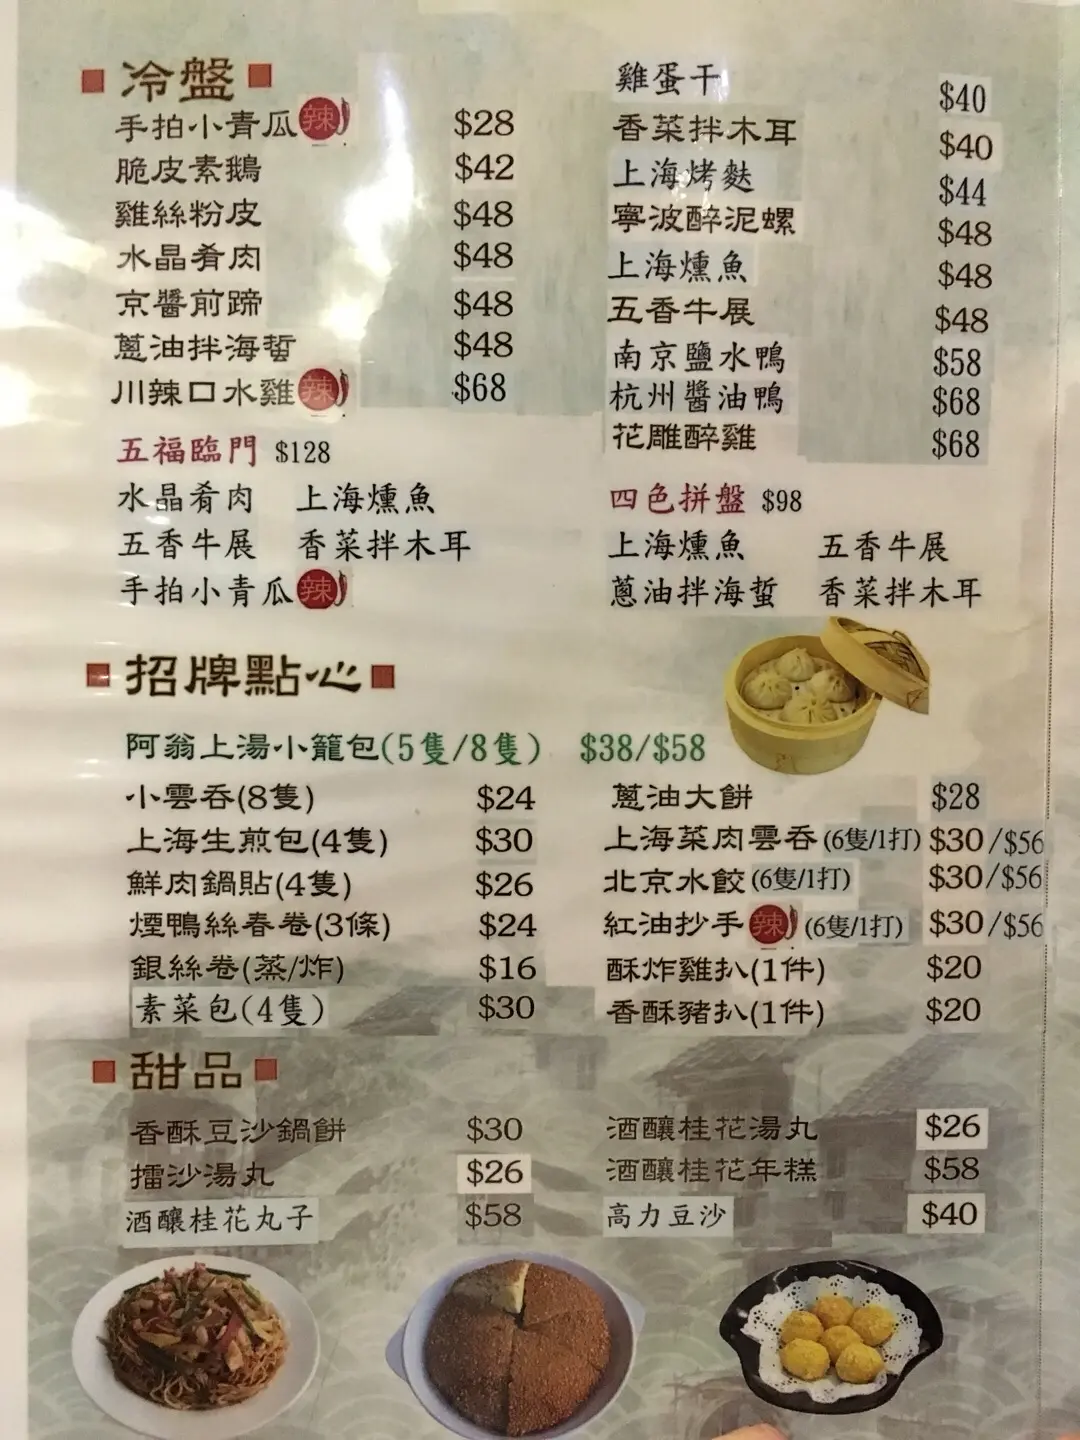 冷盤
手拍小青瓜 辣 $28
脆皮素鵝 $42
雞絲粉皮 $48
水晶肴肉 $48
京醬前蹄 $48
蔥油拌海蜇 $48
川辣口水雞 辣 $68
雞蛋干 $40
香菜拌木耳 $40
上海烤麩 $44
寧波醉泥螺 $48
上海燻魚 $48
五香牛展 $48
南京鹽水鴨 $58
杭州醬油鴨 $68
花雕醉雞 $68
五福臨門 $128
水晶肴肉 上海燻魚
五香牛展 香菜拌木耳
手拍小青瓜 辣
四色拼盤 $98
上海燻魚 五香牛展
蔥油拌海蜇 香菜拌木耳
招牌點心
阿翁上湯小籠包(5隻/8隻) $38/$58
小雲吞(8隻) $24
上海生煎包(4隻) $30
鮮肉鍋貼(4隻) $26
煙鴨絲春卷(3條) $24
銀絲卷(蒸/炸) $16
素菜包(4隻) $30
蔥油大餅 $28
上海菜肉雲吞(6隻/1打) $30/$56
北京水餃(6隻/1打) $30/$56
紅油抄手 辣 (6隻/1打) $30/$56
酥炸雞扒(1件) $20
香酥豬扒(1件) $20
甜品
香酥豆沙鍋餅 $30
擂沙湯丸 $26
酒釀桂花丸子 $58
酒釀桂花湯丸 $26
酒釀桂花年糕 $58
高力豆沙 $40